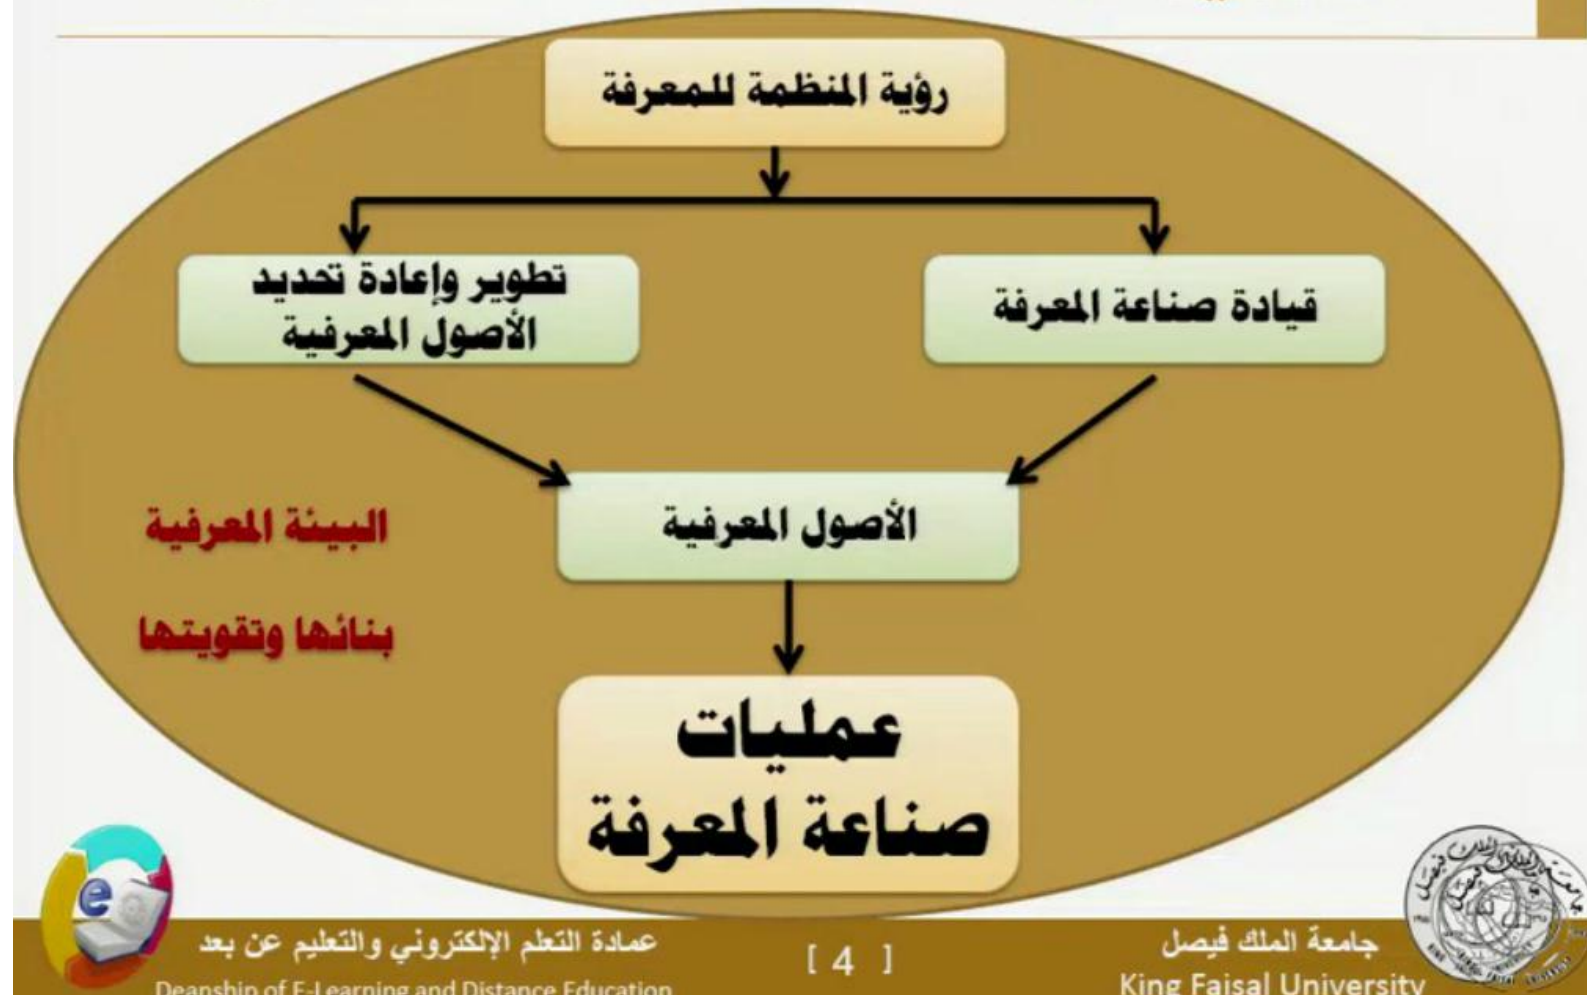 رؤية المنظمة للمعرفة
قيادة صناعة المعرفة
تطوير وإعادة تحديد
الأصول المعرفية
الأصول المعرفية
البيئة المعرفية
بنائها وتقويتها
عمليات
صناعة المعرفة
جامعة الملك فيصل
King Faisal University
[ 4 ]
عمادة التعلم الإلكتروني والتعليم عن بعد
Deanship of E-Learning and Distance Education